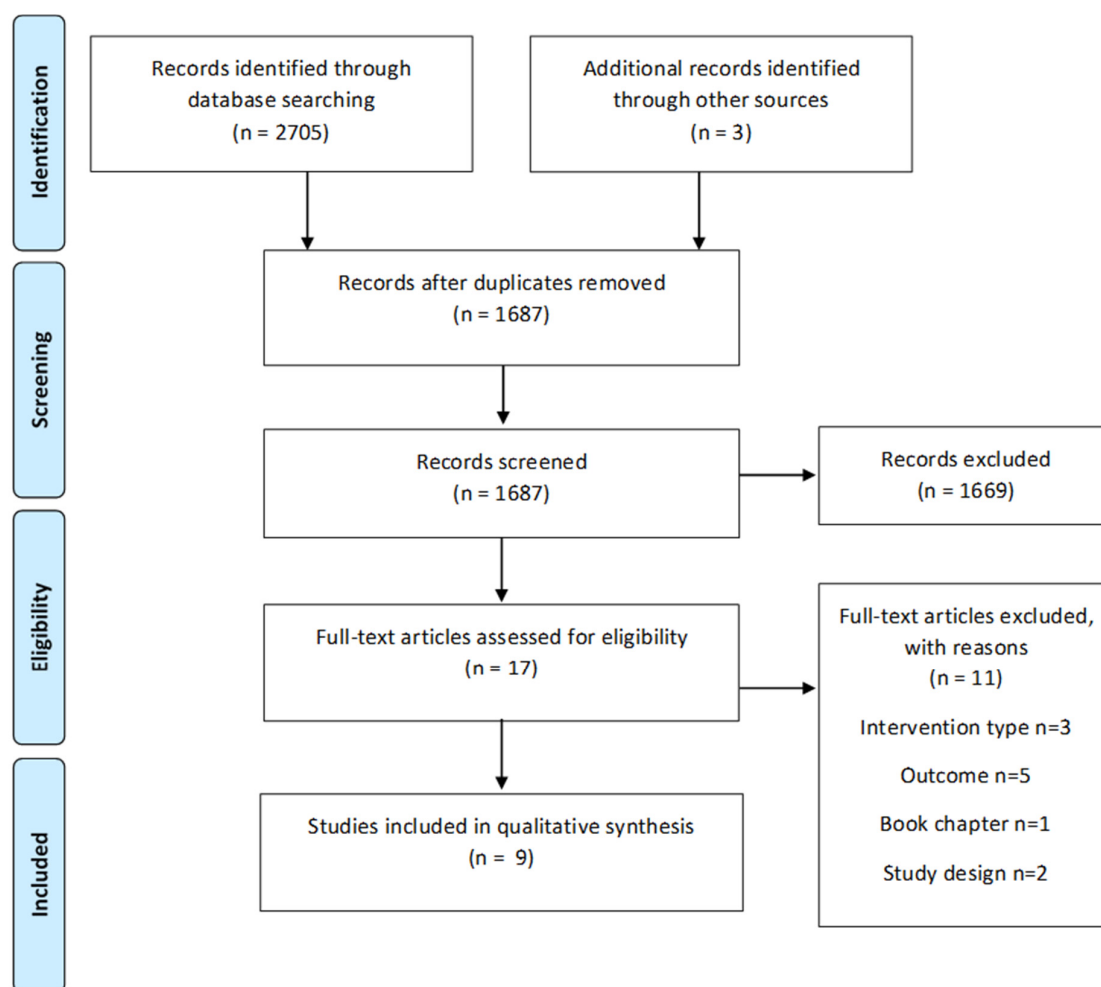 Identification
Records identified through
database searching
(n = 2705)
Additional records identified
through other sources
(n = 3)
Screening
Records after duplicates removed
(n = 1687)
Records screened
(n = 1687)
Records excluded
(n = 1669)
Eligibility
Full-text articles assessed for eligibility
(n = 17)
Full-text articles excluded,
with reasons
(n = 11)
Intervention type n=3
Outcome n=5
Book chapter n=1
Study design n=2
Included
Studies included in qualitative synthesis
(n = 9)